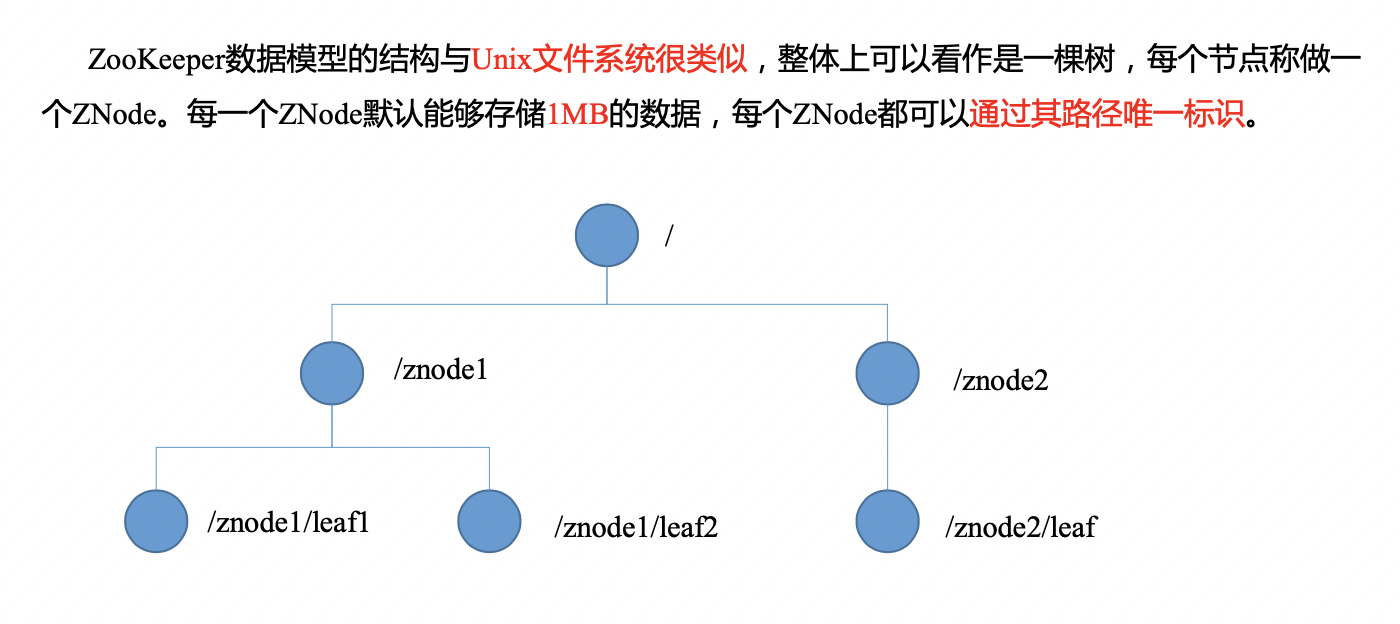 ZooKeeper数据模型的结构与Unix文件系统很类似，整体上可以看作是一棵树，每个节点称做一
个ZNode。每一个ZNode默认能够存储1MB的数据，每个ZNode都可以通过其路径唯一标识。
/
/znode1
/znode2
/znode1/leaf1
/znode1/leaf2
/znode2/leaf